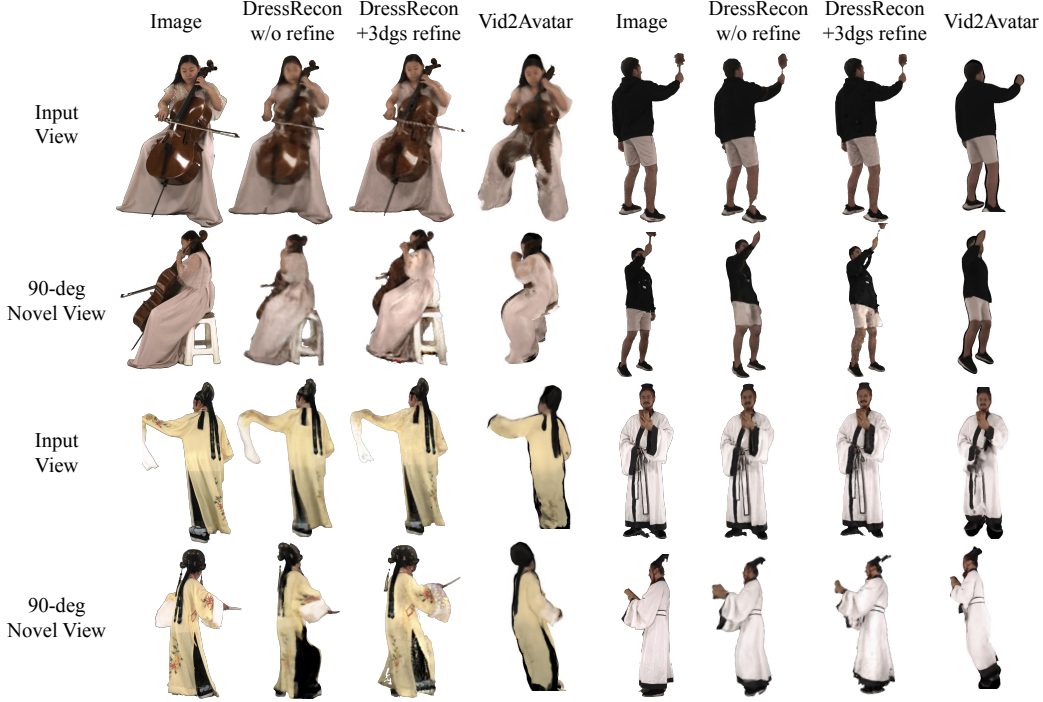 Image
DressRecon
w/o refine
DressRecon
+3dgs refine
Vid2Avatar
Image
DressRecon
w/o refine
DressRecon
+3dgs refine
Vid2Avatar
Input
View
90-deg
Novel View
Input
View
90-deg
Novel View